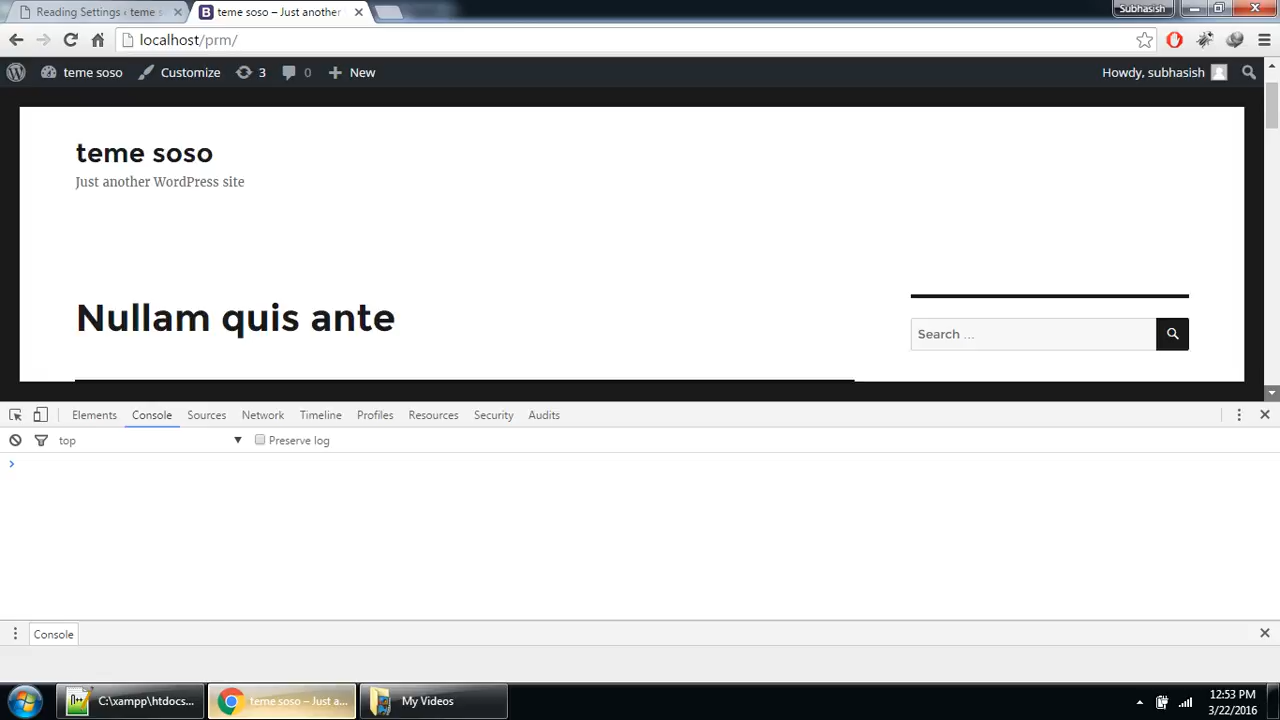 Reading Settings ‹ teme s
teme soso – Just another
Subhasish
localhost/prm/
teme soso
Customize
3
0
New
Howdy, subhasish
teme soso
Just another WordPress site
Nullam quis ante
Search ...
Elements
Console
Sources
Network
Timeline
Profiles
Resources
Security
Audits
top
Preserve log
Console
C:\xampp\htdocs...
teme soso – Just a...
My Videos
12:53 PM
3/22/2016